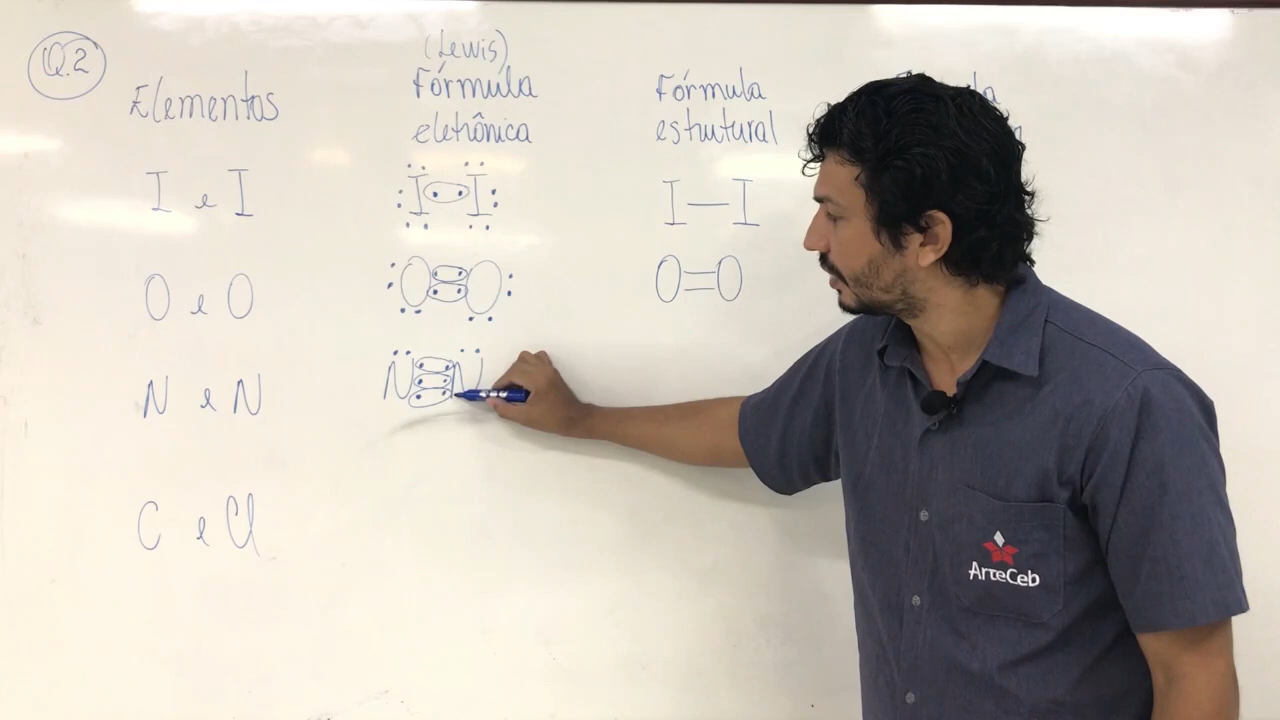 Q.2
Elementos
(Lewis)
Fórmula
eletrônica
Fórmula
estrutural
I e I
I I
I—I
O e O
O O
O=O
N e N
N N
C e Cl
ArteCeb